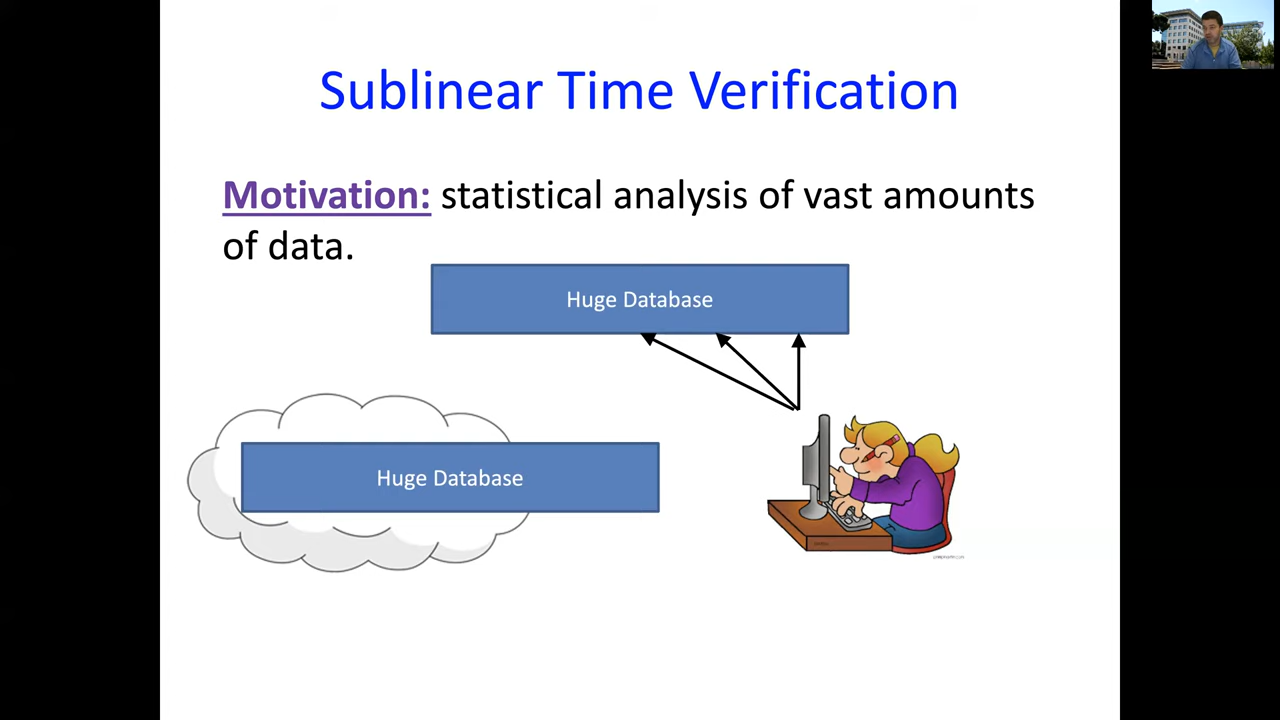 Sublinear Time Verification
Motivation: statistical analysis of vast amounts
of data.
Huge Database
Huge Database